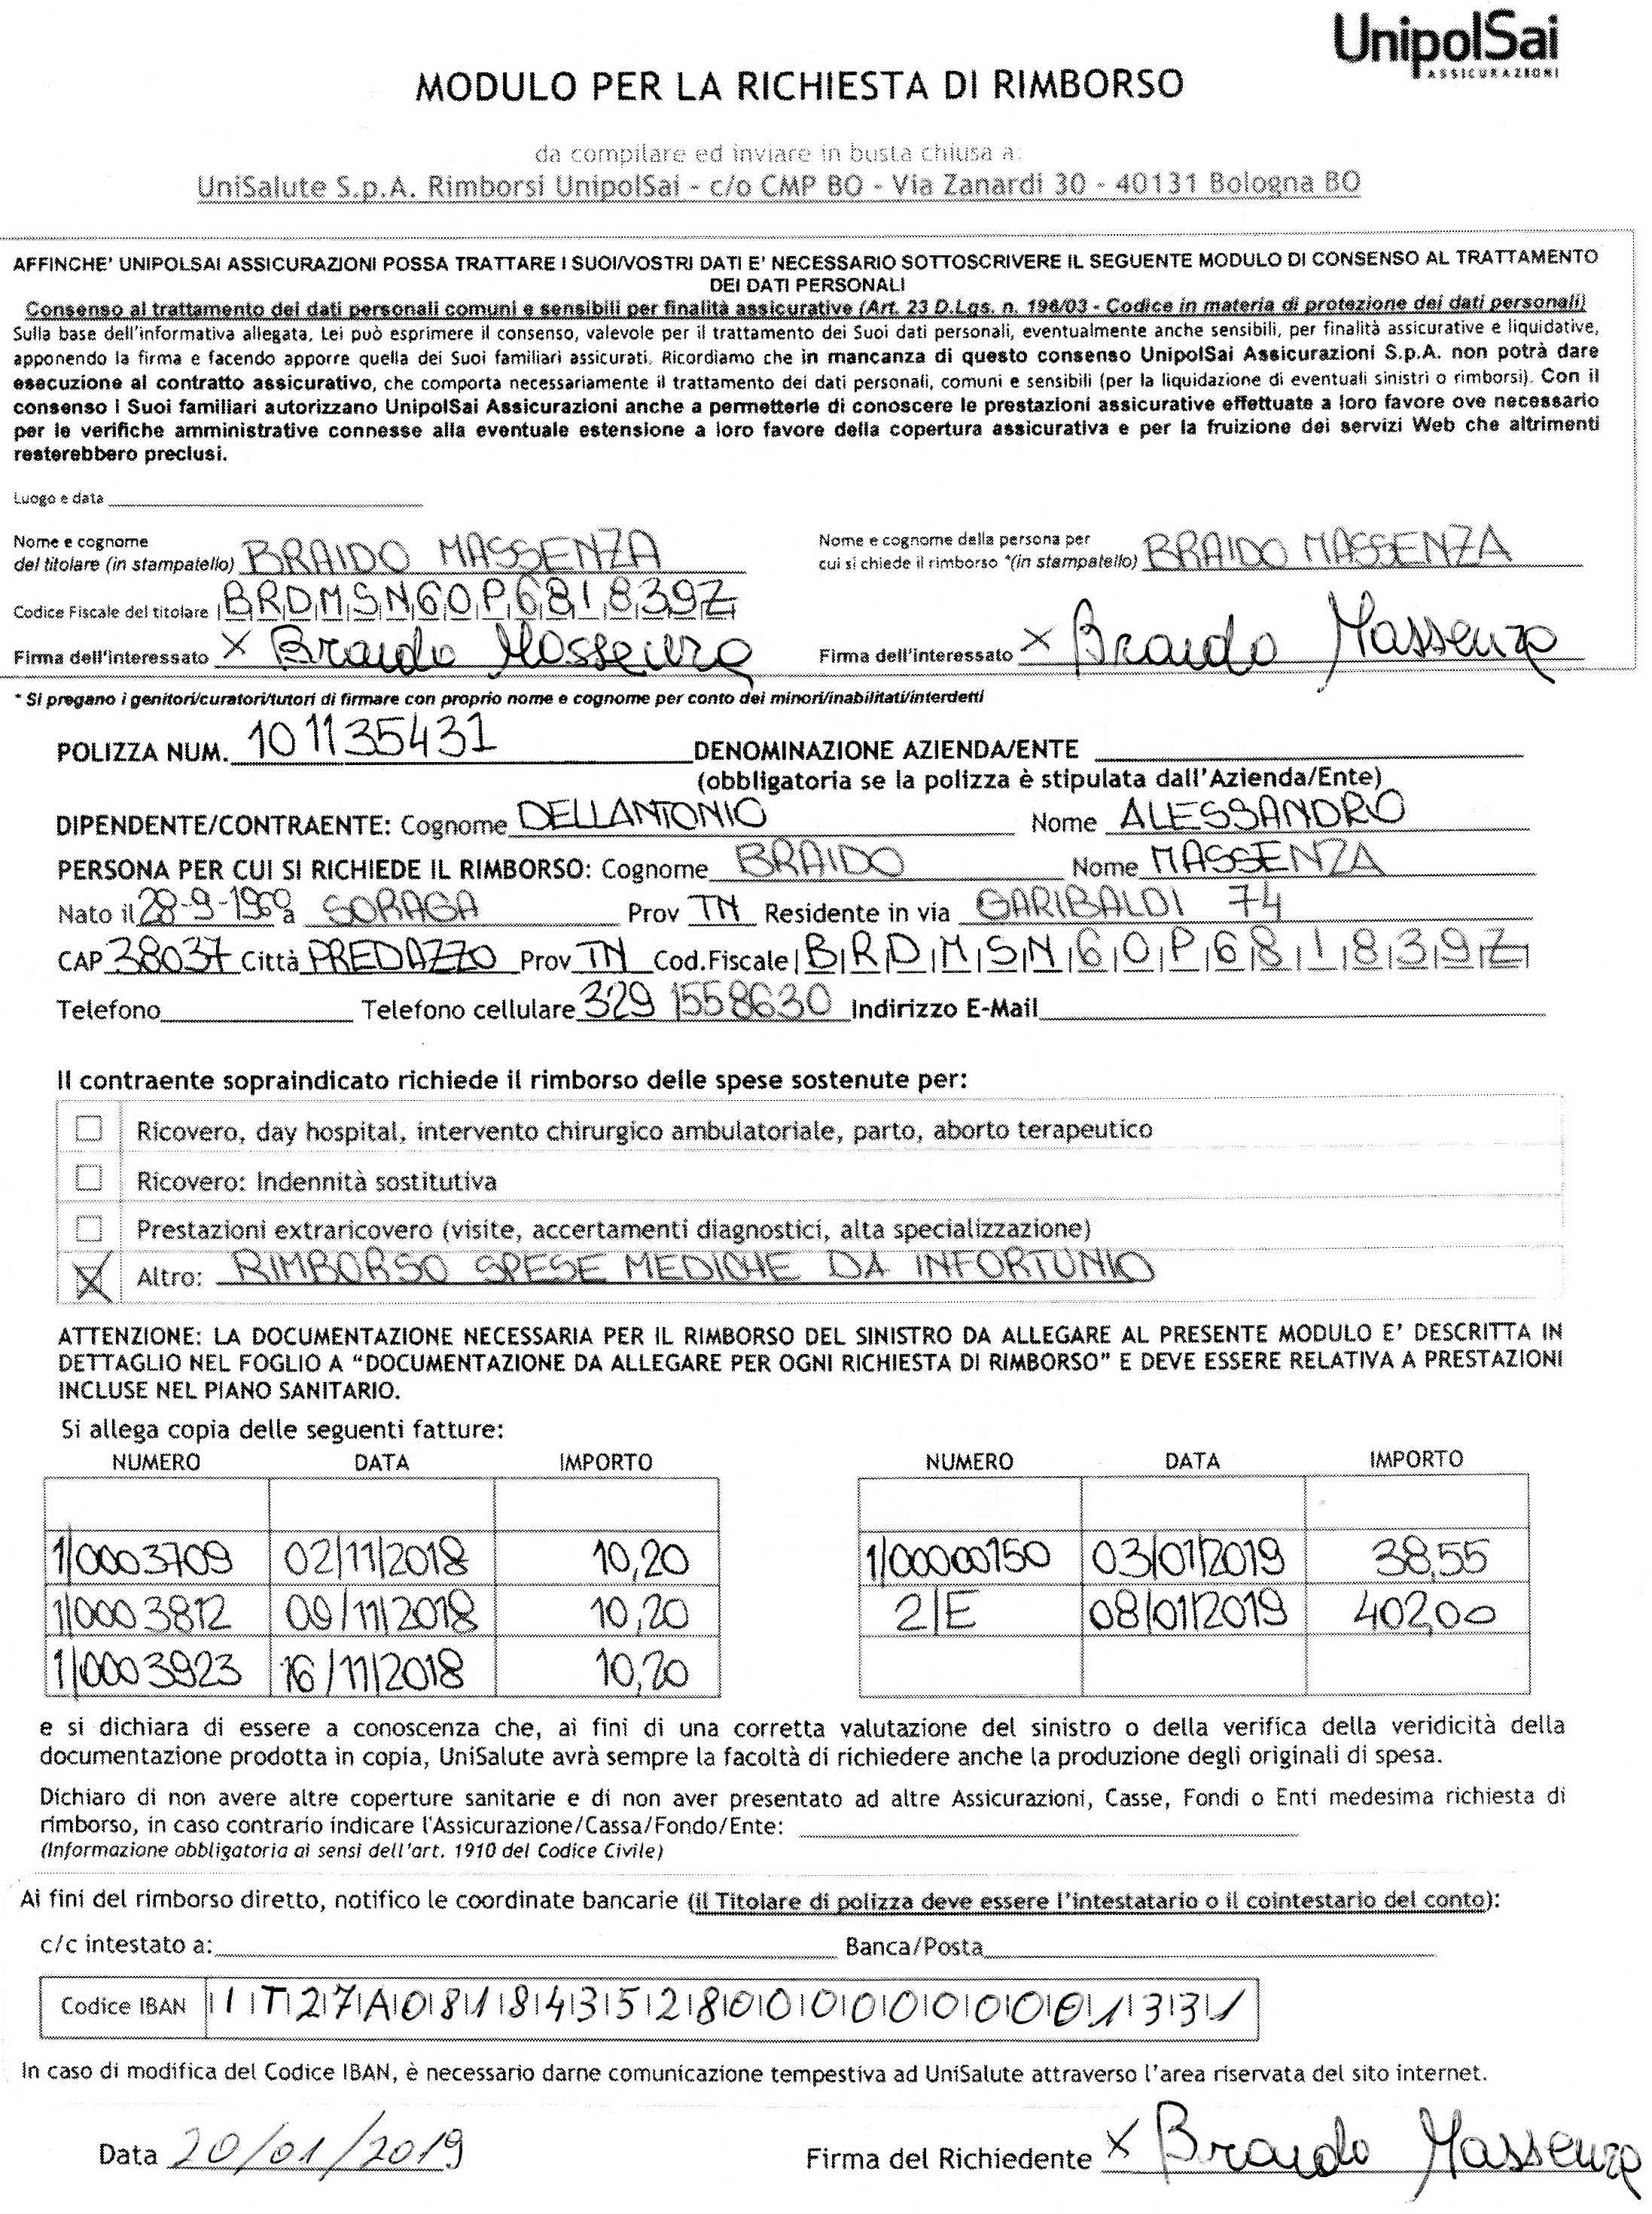 UnipolSai
ASSICURAZIONI
MODULO PER LA RICHIESTA DI RIMBORSO
da compilare ed inviare in busta chiusa a:
UniSalute S.p.A. Rimborsi UnipolSai - c/o CMP BO - Via Zanardi 30 - 40131 Bologna BO
AFFINCHE' UNIPOLSAI ASSICURAZIONI POSSA TRATTARE I SUOI/VOSTRI DATI E' NECESSARIO SOTTOSCRIVERE IL SEGUENTE MODULO DI CONSENSO AL TRATTAMENTO
DEI DATI PERSONALI
Consenso al trattamento dei dati personali comuni e sensibili per finalità assicurative (Art. 23 D.Lgs. n. 196/03 - Codice in materia di protezione dei dati personali)
Sulla base dell'informativa allegata, Lei può esprimere il consenso, valevole per il trattamento dei Suoi dati personali, eventualmente anche sensibili, per finalità assicurative e liquidative,
apponendo la firma e facendo apporre quella dei Suoi familiari assicurati. Ricordiamo che in mancanza di questo consenso UnipolSai Assicurazioni S.p.A. non potrà dare
esecuzione al contratto assicurativo, che comporta necessariamente il trattamento dei dati personali, comuni e sensibili (per la liquidazione di eventuali sinistri o rimborsi). Con il
consenso i Suoi familiari autorizzano UnipolSai Assicurazioni anche a permetterle di conoscere le prestazioni assicurative effettuate a loro favore ove necessario
per le verifiche amministrative connesse alla eventuale estensione a loro favore della copertura assicurativa e per la fruizione dei servizi Web che altrimenti
resterebbero preclusi.
Luogo e data
Nome e cognome Nome e cognome della persona per
del titolare (in stampatello) BRAIDO MASSENZA cui si chiede il rimborso *(in stampatello) BRAIDO MASSENZA
Codice Fiscale del titolare BRDMSN60P68I839Z
Firma dell'interessato X Braido Massenza Firma dell'interessato X Braido Massenza
* Si pregano i genitori/curatori/tutori di firmare con proprio nome e cognome per conto dei minori/inabilitati/interdetti
POLIZZA NUM. 101135431 DENOMINAZIONE AZIENDA/ENTE
(obbligatoria se la polizza è stipulata dall'Azienda/Ente)
DIPENDENTE/CONTRAENTE: Cognome DELLANTONIO Nome ALESSANDRO
PERSONA PER CUI SI RICHIEDE IL RIMBORSO: Cognome BRAIDO Nome MASSENZA
Nato il 28-9-1960 a SORAGA Prov TN Residente in via GARIBALDI 74
CAP 38037 Città PREDAZZO Prov TN Cod.Fiscale BRDMSN60P68I839Z
Telefono Telefono cellulare 329 1558630 Indirizzo E-Mail
Il contraente sopraindicato richiede il rimborso delle spese sostenute per:
Ricovero, day hospital, intervento chirurgico ambulatoriale, parto, aborto terapeutico
Ricovero: Indennità sostitutiva
Prestazioni extraricovero (visite, accertamenti diagnostici, alta specializzazione)
X Altro: RIMBORSO SPESE MEDICHE DA INFORTUNIO
ATTENZIONE: LA DOCUMENTAZIONE NECESSARIA PER IL RIMBORSO DEL SINISTRO DA ALLEGARE AL PRESENTE MODULO E' DESCRITTA IN
DETTAGLIO NEL FOGLIO A "DOCUMENTAZIONE DA ALLEGARE PER OGNI RICHIESTA DI RIMBORSO" E DEVE ESSERE RELATIVA A PRESTAZIONI
INCLUSE NEL PIANO SANITARIO.
Si allega copia delle seguenti fatture:
NUMERO DATA IMPORTO NUMERO DATA IMPORTO
1/0003709 02/11/2018 10,20 1/00000150 03/01/2019 38,55
1/0003812 09/11/2018 10,20 2/E 08/01/2019 402,00
1/0003923 16/11/2018 10,20
e si dichiara di essere a conoscenza che, ai fini di una corretta valutazione del sinistro o della verifica della veridicità della
documentazione prodotta in copia, UniSalute avrà sempre la facoltà di richiedere anche la produzione degli originali di spesa.
Dichiaro di non avere altre coperture sanitarie e di non aver presentato ad altre Assicurazioni, Casse, Fondi o Enti medesima richiesta di
rimborso, in caso contrario indicare l'Assicurazione/Cassa/Fondo/Ente:
(Informazione obbligatoria ai sensi dell'art. 1910 del Codice Civile)
Ai fini del rimborso diretto, notifico le coordinate bancarie (il Titolare di polizza deve essere l'intestatario o il cointestario del conto):
c/c intestato a: Banca/Posta
Codice IBAN IT27A0818435280000000001331
In caso di modifica del Codice IBAN, è necessario darne comunicazione tempestiva ad UniSalute attraverso l'area riservata del sito internet.
Data 20/01/2019 Firma del Richiedente X Braido Massenza